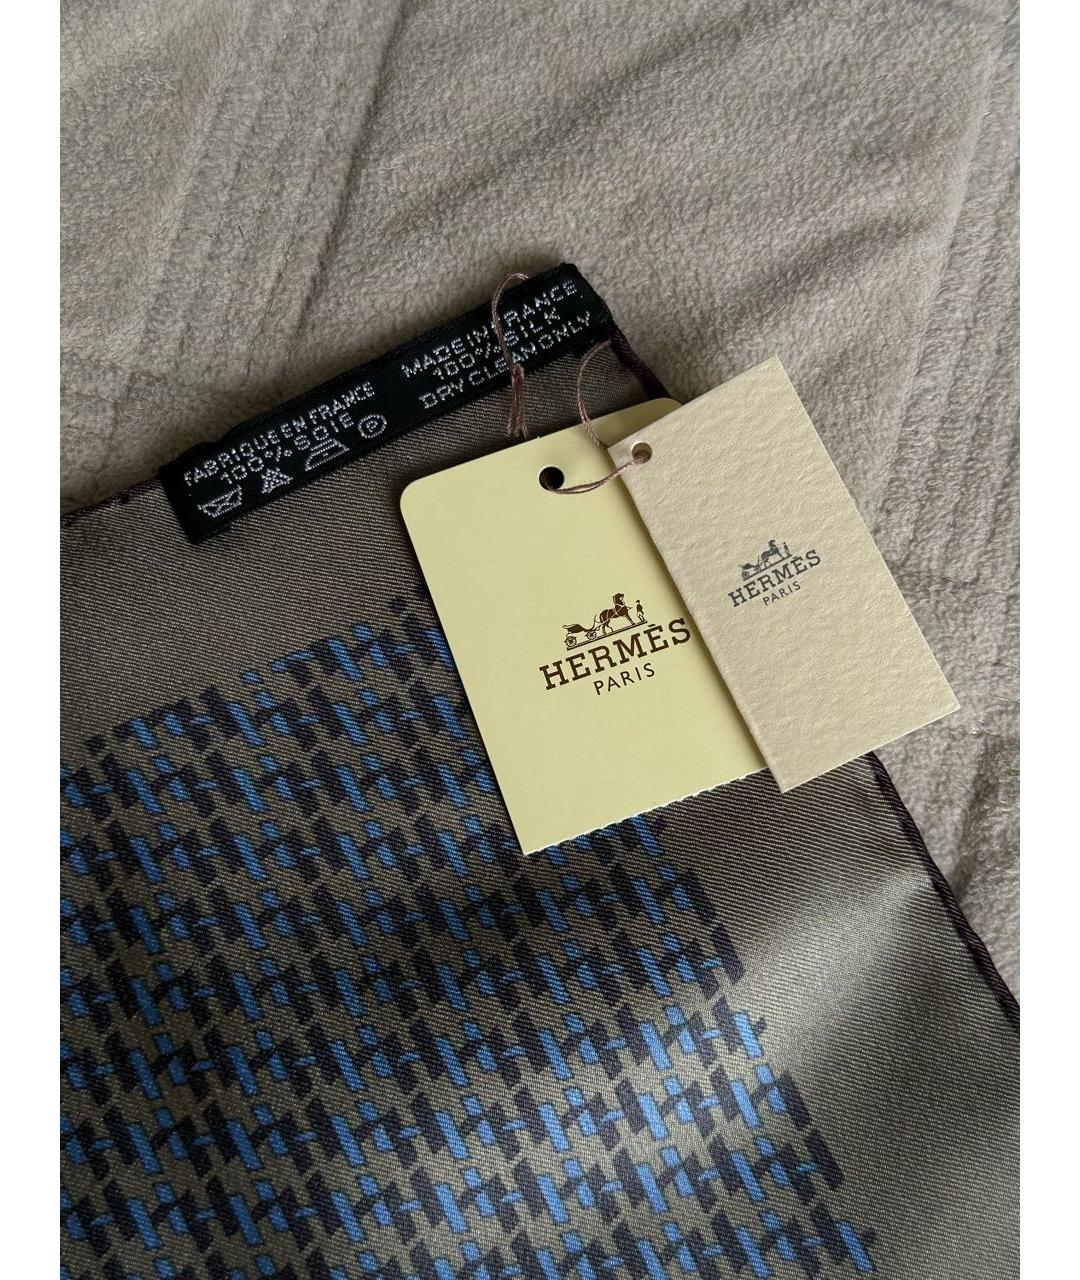 FABRIQUE EN FRANCE
100% SOIE
MADE IN FRANCE
100% SILK
DRY CLEAN ONLY
HERMÈS
PARIS
HERMÈS
PARIS